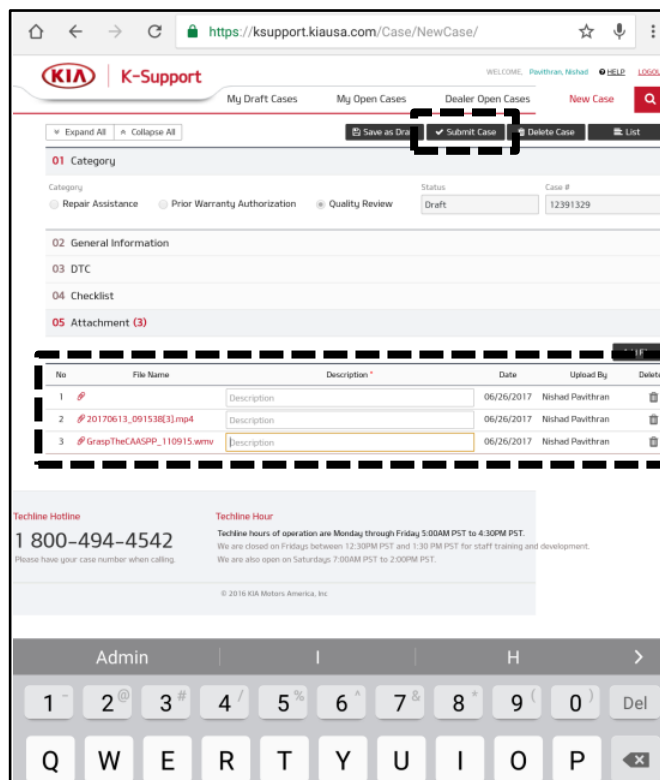 https://ksupport.kiausa.com/Case/NewCase/
KIA K-Support
WELCOME, Pavithran, Nishad HELP LOGOU
My Draft Cases My Open Cases Dealer Open Cases New Case
Expand All Collapse All Save as Dra Submit Case Delete Case List
01 Category
Category Status Case #
Repair Assistance Prior Warranty Authorization Quality Review Draft 12391329
02 General Information
03 DTC
04 Checklist
05 Attachment (3)
No File Name Description * Date Upload By Delete
1 Description 06/26/2017 Nishad Pavithran
2 20170613_091538[3].mp4 Description 06/26/2017 Nishad Pavithran
3 GraspTheCAASPP_110915.wmv Description 06/26/2017 Nishad Pavithran
Techline Hotline Techline Hour
1 800-494-4542 Techline hours of operation are Monday through Friday 5:00AM PST to 4:30PM PST.
We are closed on Fridays between 12:30PM PST and 1:30 PM PST for staff training and development.
Please have your case number when calling. We are also open on Saturdays 7:00AM PST to 2:00PM PST.
© 2016 KIA Motors America, Inc
Admin I H >
1 - 2 @ 3 # 4 / 5 % 6 ^ 7 & 8 * 9 ( 0 ) Del
Q W E R T Y U I O P